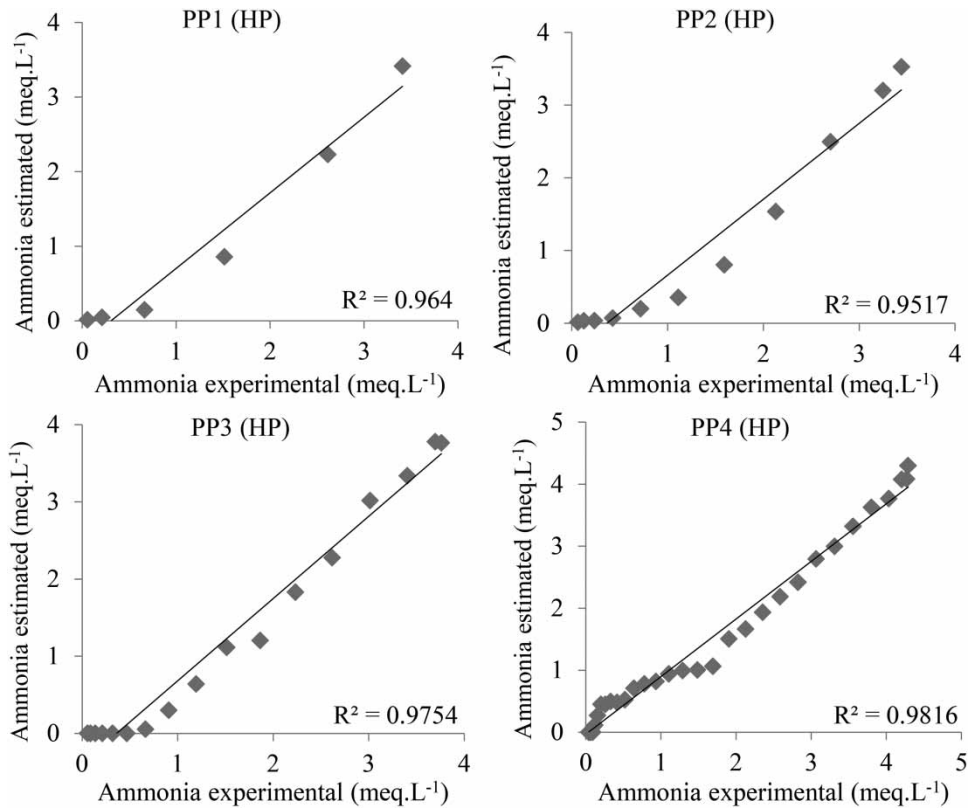 PP1 (HP)
Ammonia estimated (meq.L⁻¹)
4
3
2
1
0
0 1 2 3 4
R² = 0.964
Ammonia experimental (meq.L⁻¹)
PP2 (HP)
Ammonia estimated (meq.L⁻¹)
4
3
2
1
0
0 1 2 3 4
R² = 0.9517
Ammonia experimental (meq.L⁻¹)
PP3 (HP)
Ammonia estimated (meq.L⁻¹)
4
3
2
1
0
0 1 2 3 4
R² = 0.9754
Ammonia experimental (meq.L⁻¹)
PP4 (HP)
Ammonia estimated (meq.L⁻¹)
5
4
3
2
1
0
0 1 2 3 4 5
R² = 0.9816
Ammonia experimental (meq.L⁻¹)